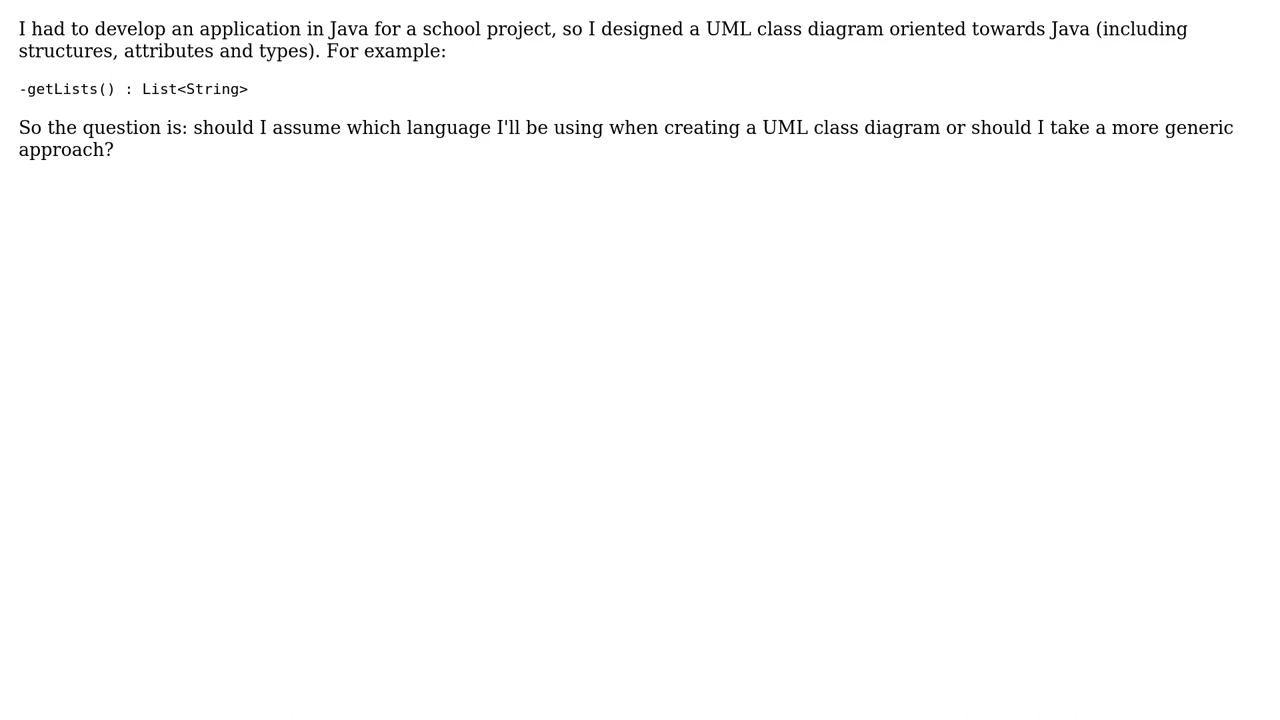 I had to develop an application in Java for a school project, so I designed a UML class diagram oriented towards Java (including
structures, attributes and types). For example:
-getLists() : List<String>
So the question is: should I assume which language I'll be using when creating a UML class diagram or should I take a more generic
approach?